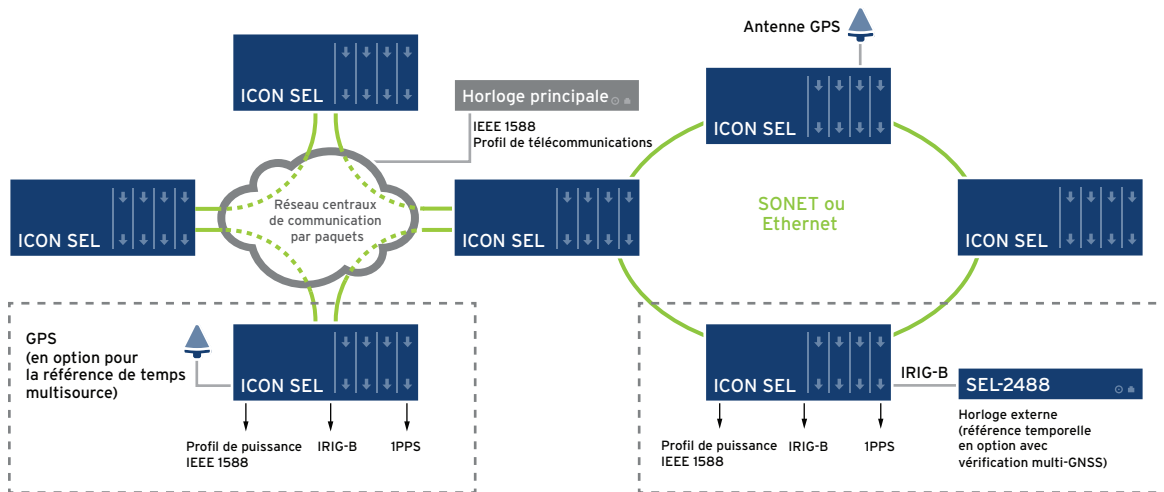 Antenne GPS
ICON SEL
Horloge principale
IEEE 1588
Profil de télécommunications
ICON SEL
ICON SEL
Réseau centraux
de communication
par paquets
ICON SEL
SONET ou
Ethernet
ICON SEL
GPS
(en option pour
la référence de temps
multisource)
ICON SEL
Profil de puissance
IEEE 1588
IRIG-B
1PPS
ICON SEL
IRIG-B
SEL-2488
Horloge externe
(référence temporelle
en option avec
vérification multi-GNSS)
Profil de puissance
IEEE 1588
IRIG-B
1PPS